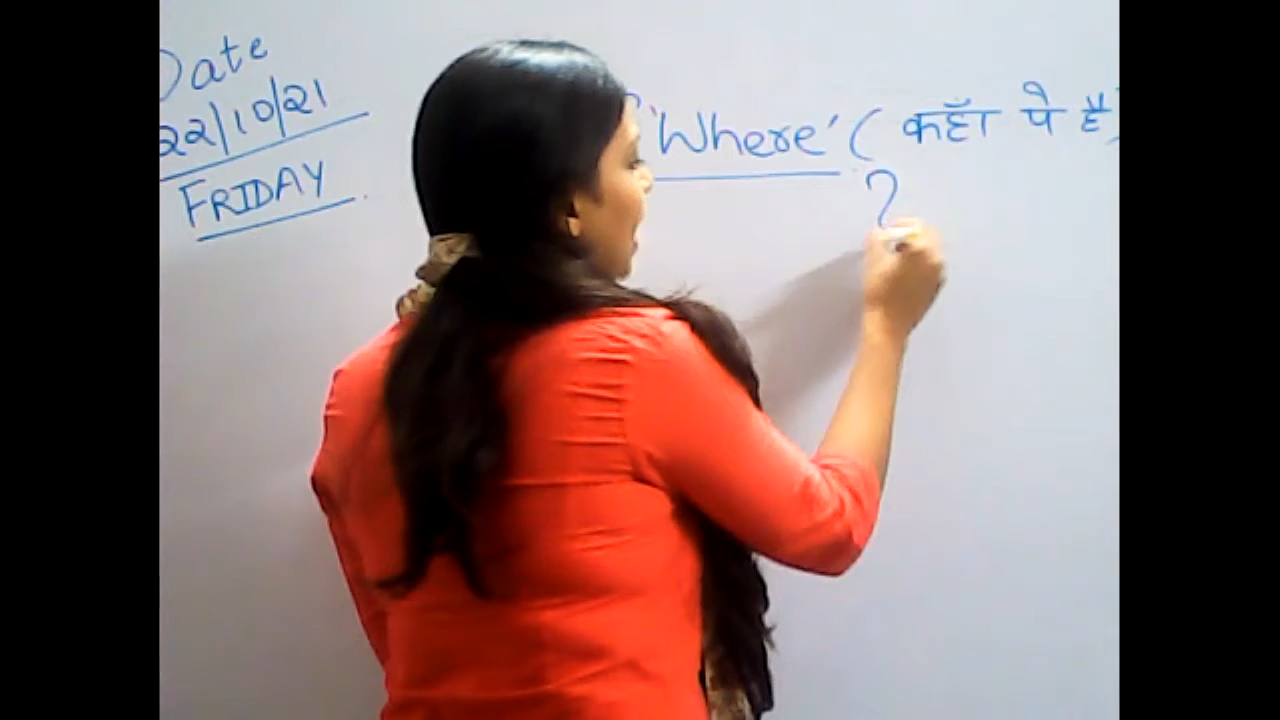 Date
22/10/21
FRIDAY.
'Where' ( कहाँ पे है)
?